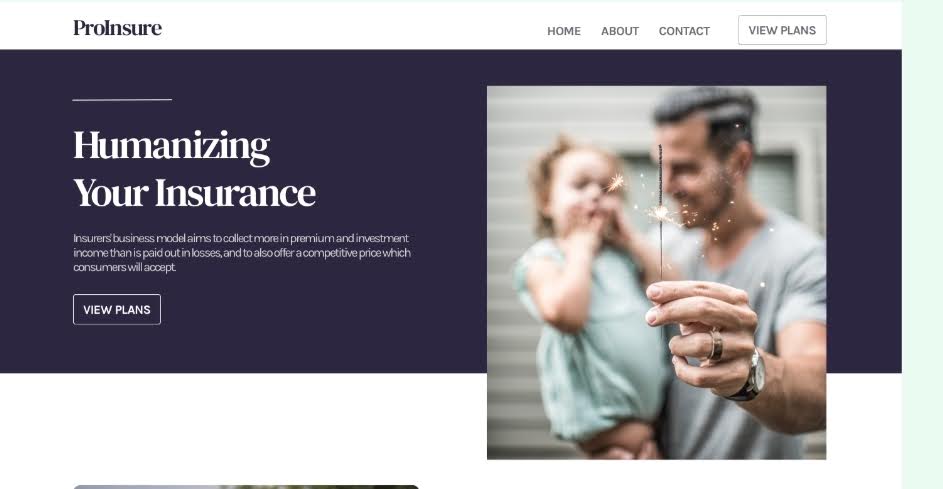 ProInsure
HOME ABOUT CONTACT VIEW PLANS
Humanizing
Your Insurance
Insurers' business model aims to collect more in premium and investment
income than is paid out in losses, and to also offer a competitive price which
consumers will accept.
VIEW PLANS